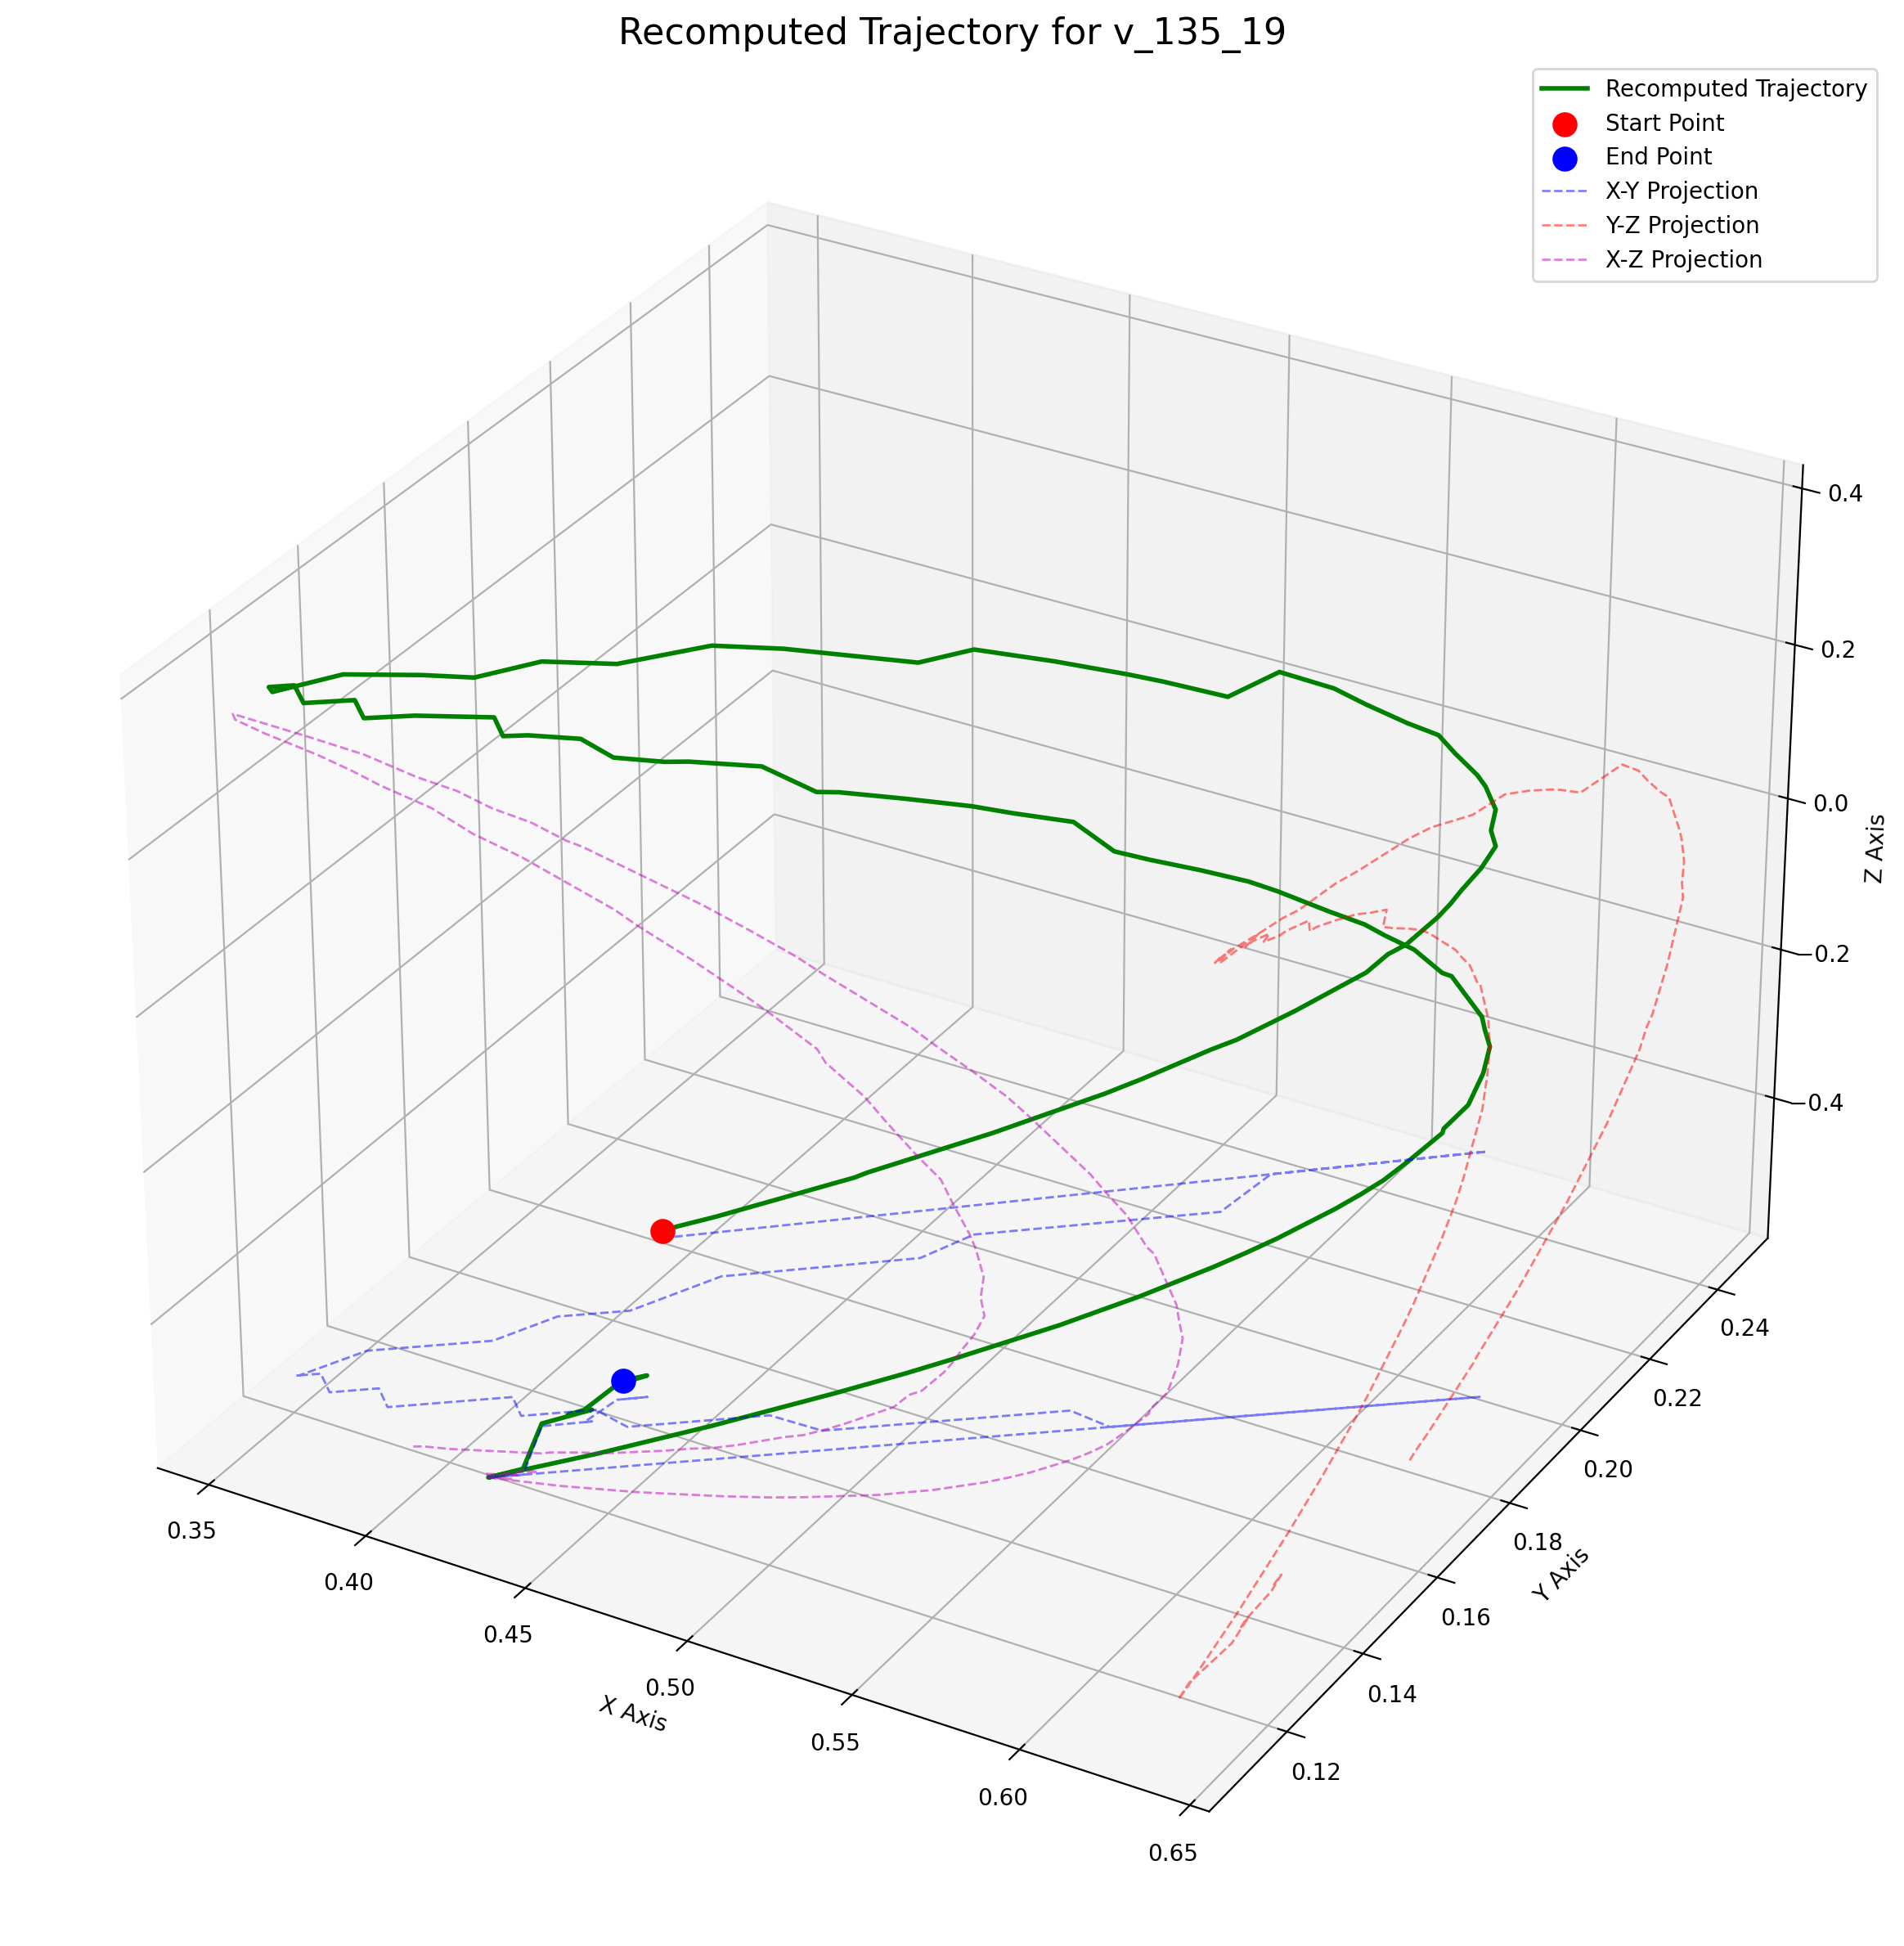 Recomputed Trajectory for v_135_19
Recomputed Trajectory
Start Point
End Point
X-Y Projection
Y-Z Projection
X-Z Projection
0.4
0.2
0.0
−0.2
−0.4
Z Axis
0.24
0.22
0.20
0.18
0.16
0.14
0.12
Y Axis
0.35
0.40
0.45
0.50
0.55
0.60
0.65
X Axis